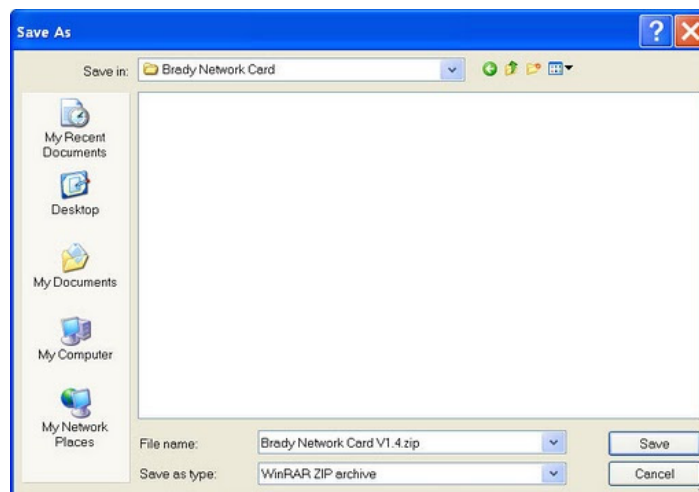 Save As
?
Save in: Brady Network Card
My Recent
Documents
Desktop
My Documents
My Computer
My Network
Places
File name: Brady Network Card V1.4.zip Save
Save as type: WinRAR ZIP archive Cancel